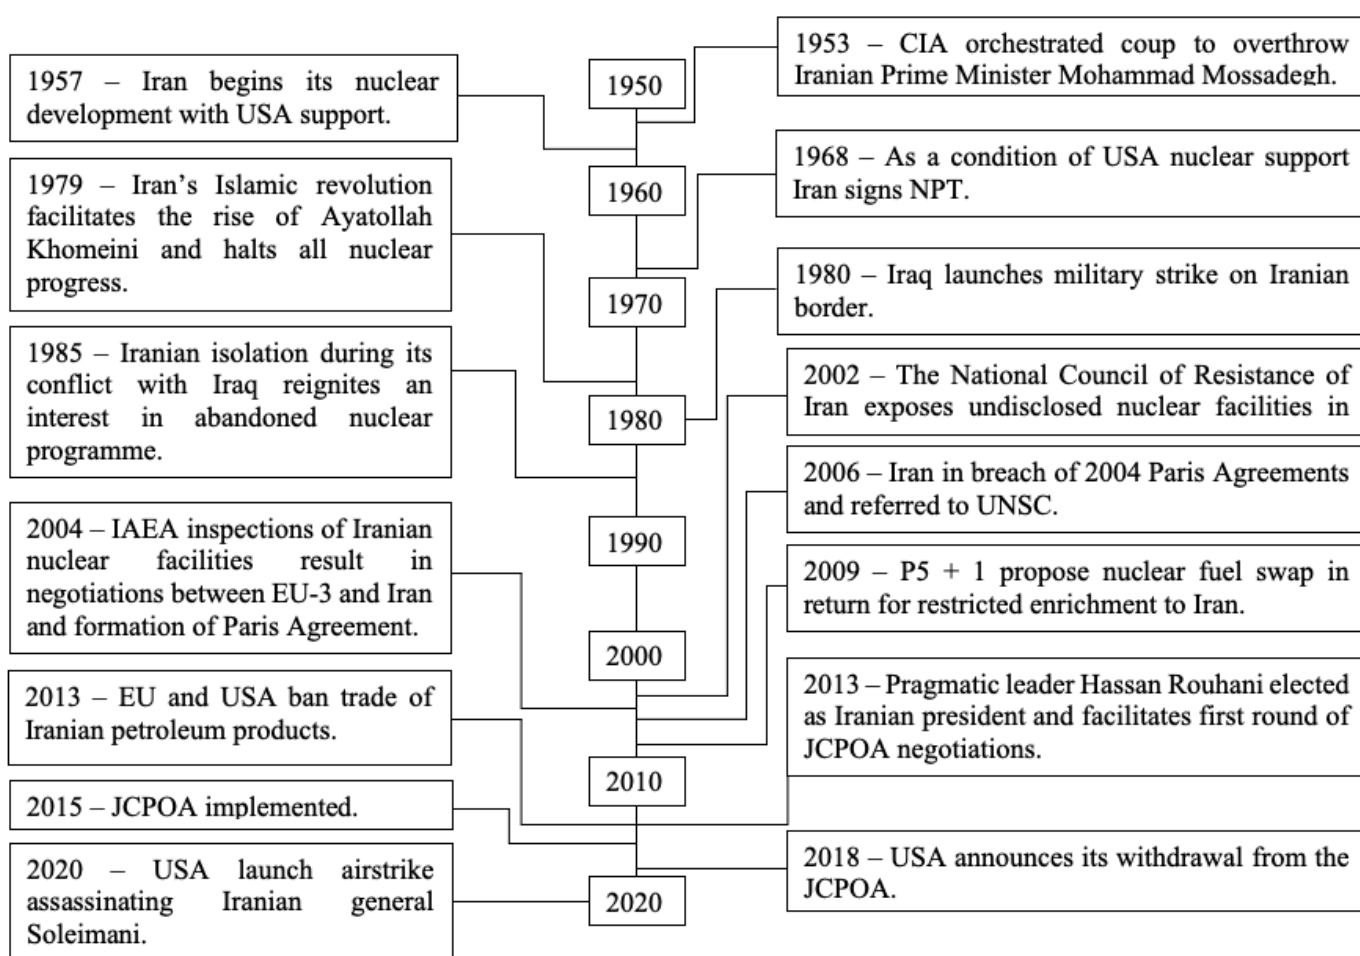 1957 – Iran begins its nuclear
development with USA support.
1979 – Iran's Islamic revolution
facilitates the rise of Ayatollah
Khomeini and halts all nuclear
progress.
1985 – Iranian isolation during its
conflict with Iraq reignites an
interest in abandoned nuclear
programme.
2004 – IAEA inspections of Iranian
nuclear facilities result in
negotiations between EU-3 and Iran
and formation of Paris Agreement.
2013 – EU and USA ban trade of
Iranian petroleum products.
2015 – JCPOA implemented.
2020 – USA launch airstrike
assassinating Iranian general
Soleimani.
1950
1960
1970
1980
1990
2000
2010
2020
1953 – CIA orchestrated coup to overthrow
Iranian Prime Minister Mohammad Mossadegh.
1968 – As a condition of USA nuclear support
Iran signs NPT.
1980 – Iraq launches military strike on Iranian
border.
2002 – The National Council of Resistance of
Iran exposes undisclosed nuclear facilities in
2006 – Iran in breach of 2004 Paris Agreements
and referred to UNSC.
2009 – P5 + 1 propose nuclear fuel swap in
return for restricted enrichment to Iran.
2013 – Pragmatic leader Hassan Rouhani elected
as Iranian president and facilitates first round of
JCPOA negotiations.
2018 – USA announces its withdrawal from the
JCPOA.